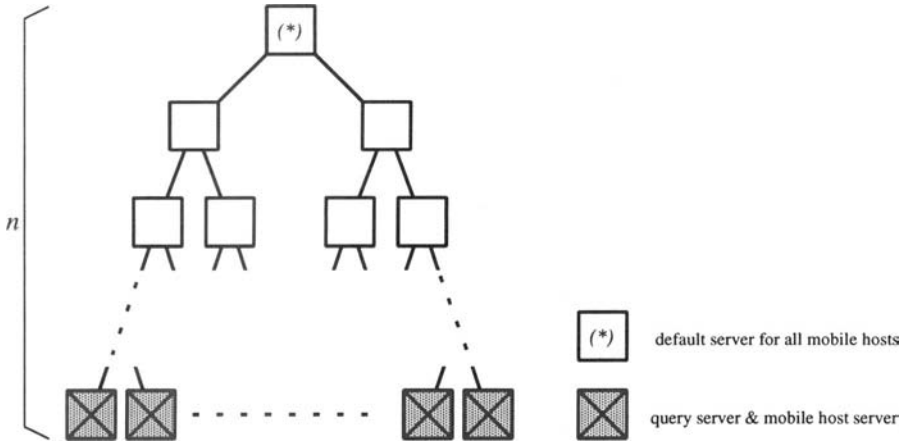 (*)
n
(*) default server for all mobile hosts
query server & mobile host server